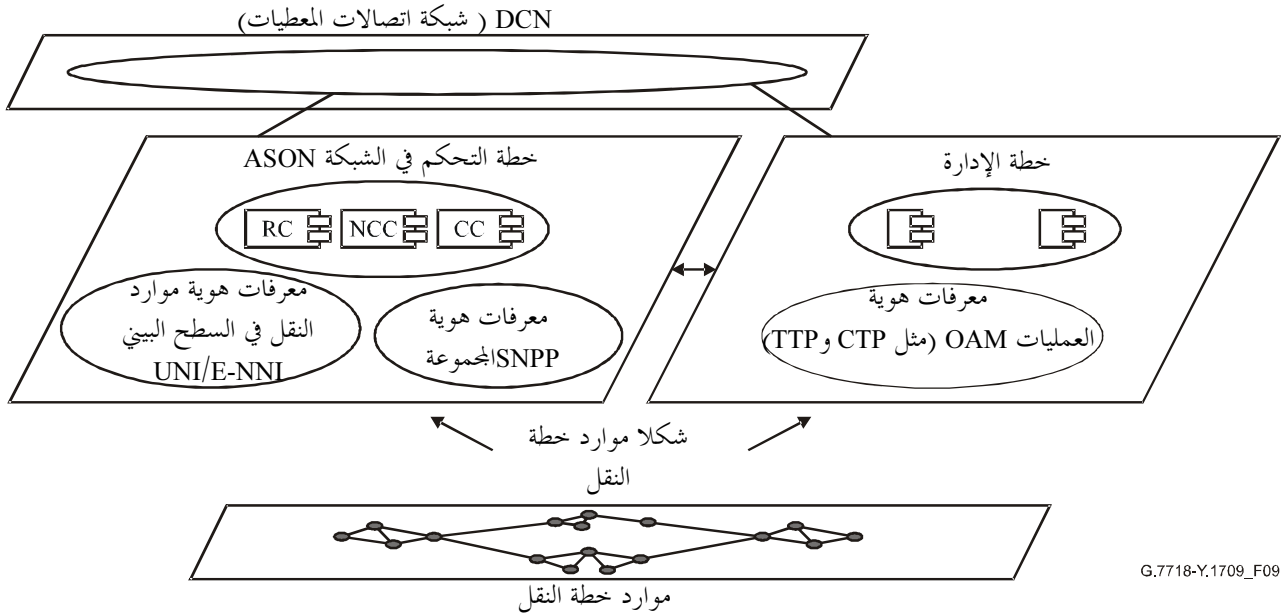 DCN ( شبكة اتصالات المعطيات)
خطة التحكم في الشبكة ASON
RC
NCC
CC
معرفات هوية موارد
النقل في السطح البيني
UNI/E-NNI
معرفات هوية
المجموعةSNPP
خطة الإدارة
معرفات هوية
العمليات OAM (مثل CTP وTTP)
شكلا موارد خطة
النقل
موارد خطة النقل
G.7718-Y.1709_F09